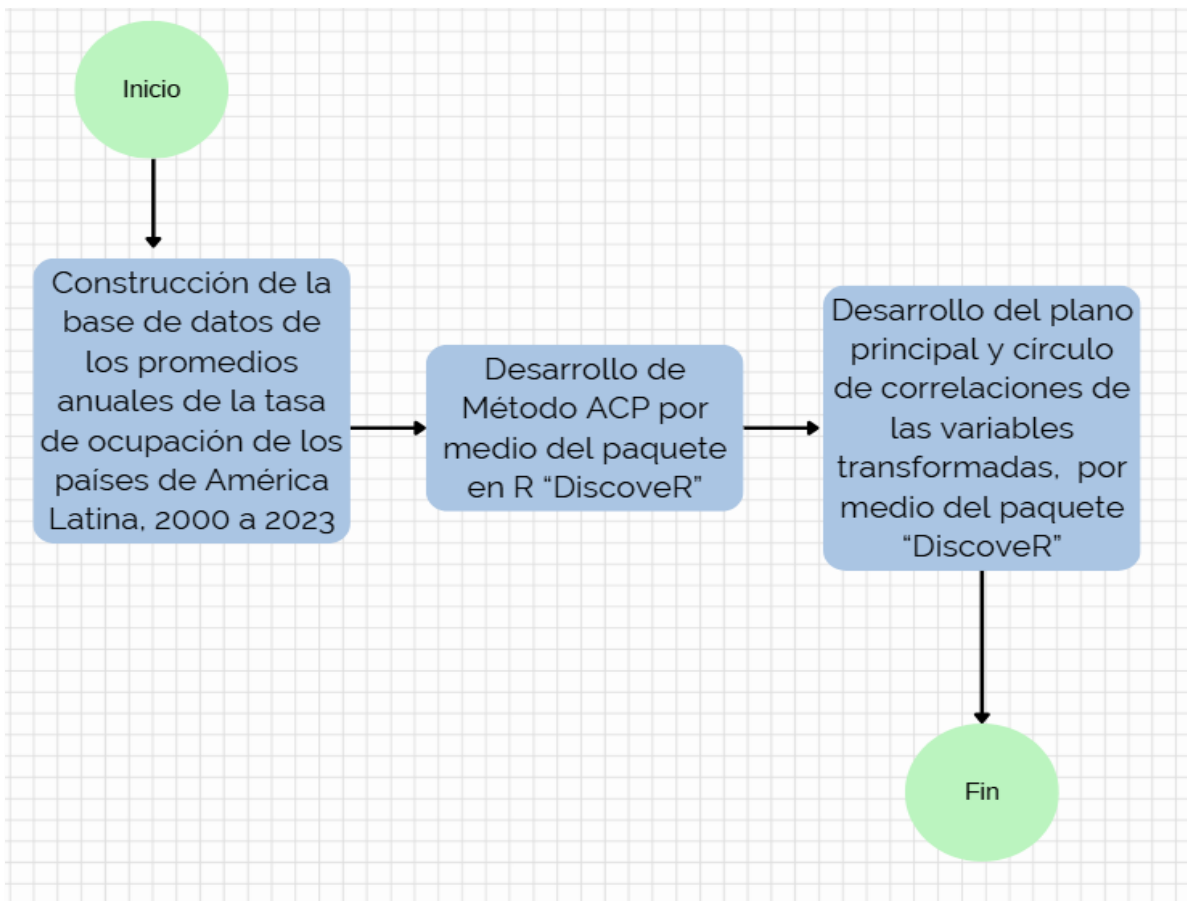 Inicio
Construcción de la
base de datos de
los promedios
anuales de la tasa
de ocupación de los
países de América
Latina, 2000 a 2023
Desarrollo de
Método ACP por
medio del paquete
en R “DiscoveR”
Desarrollo del plano
principal y círculo
de correlaciones de
las variables
transformadas, por
medio del paquete
“DiscoveR”
Fin